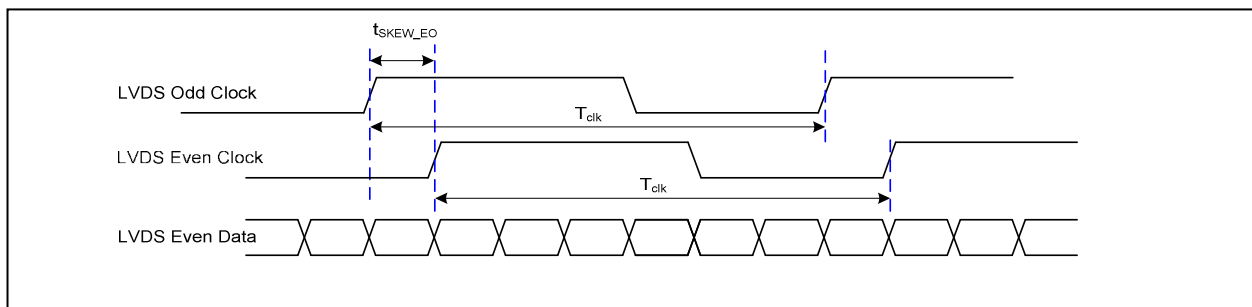 tSKEW_EO
LVDS Odd Clock
Tclk
LVDS Even Clock
Tclk
LVDS Even Data